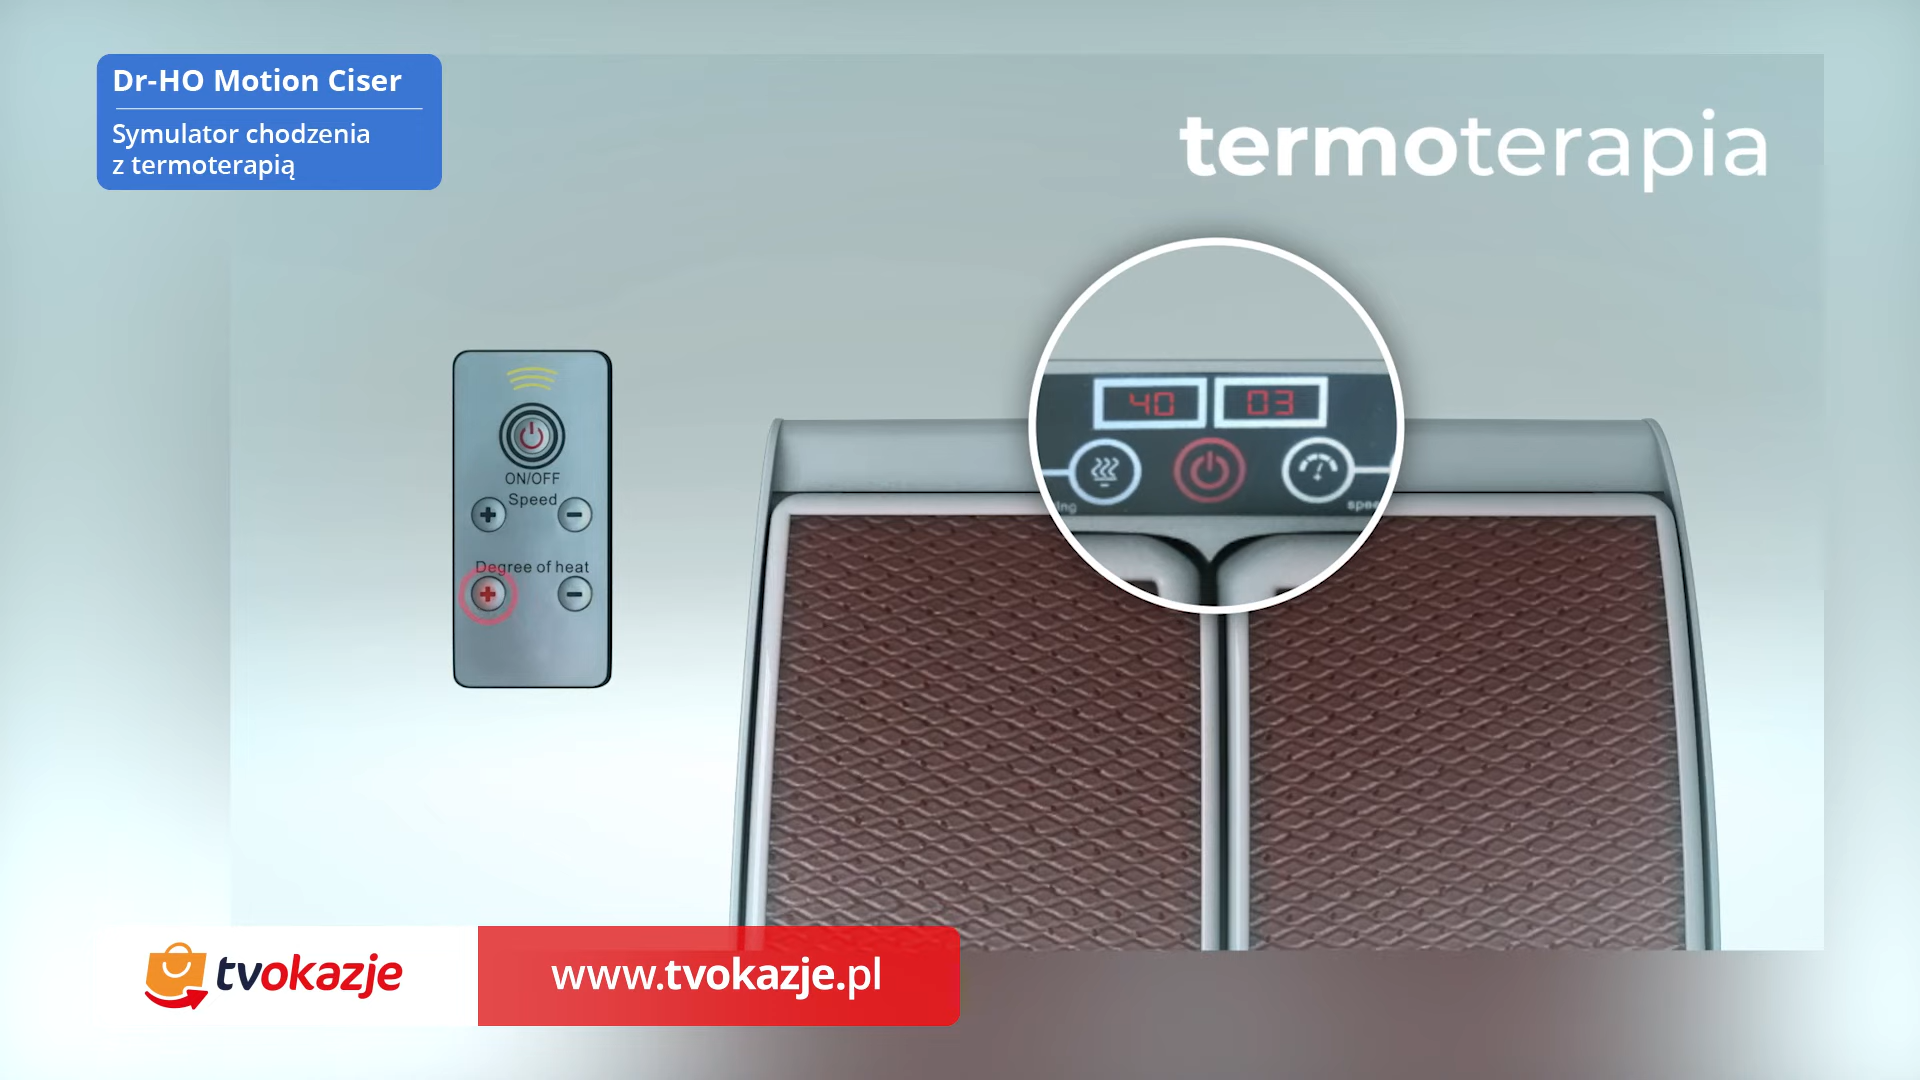 Dr-HO Motion Ciser
Symulator chodzenia
z termoterapią
termoterapia
40 03
ON/OFF
Speed
+ −
Degree of heat
+ −
tvokazje
www.tvokazje.pl